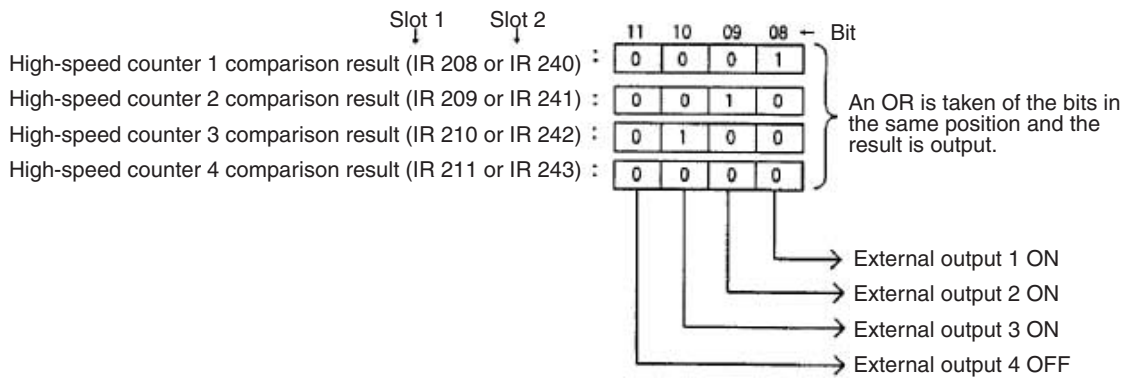 Slot 1 Slot 2
11 10 09 08 ← Bit
High-speed counter 1 comparison result (IR 208 or IR 240) : 0 0 0 1
High-speed counter 2 comparison result (IR 209 or IR 241) : 0 0 1 0
High-speed counter 3 comparison result (IR 210 or IR 242) : 0 1 0 0
High-speed counter 4 comparison result (IR 211 or IR 243) : 0 0 0 0
An OR is taken of the bits in
the same position and the
result is output.
External output 1 ON
External output 2 ON
External output 3 ON
External output 4 OFF